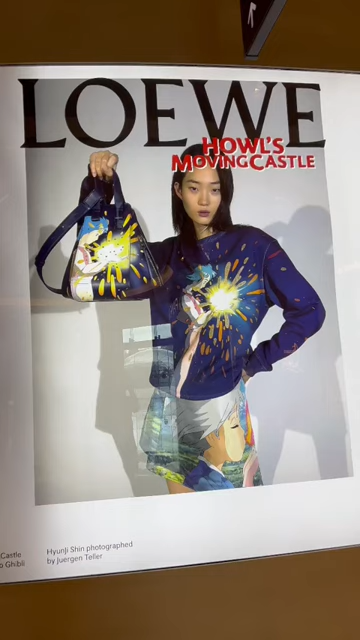 LOEWE
HOWL'S
MOVING CASTLE
Castle
Ghibli
HyunJi Shin photographed
by Juergen Teller